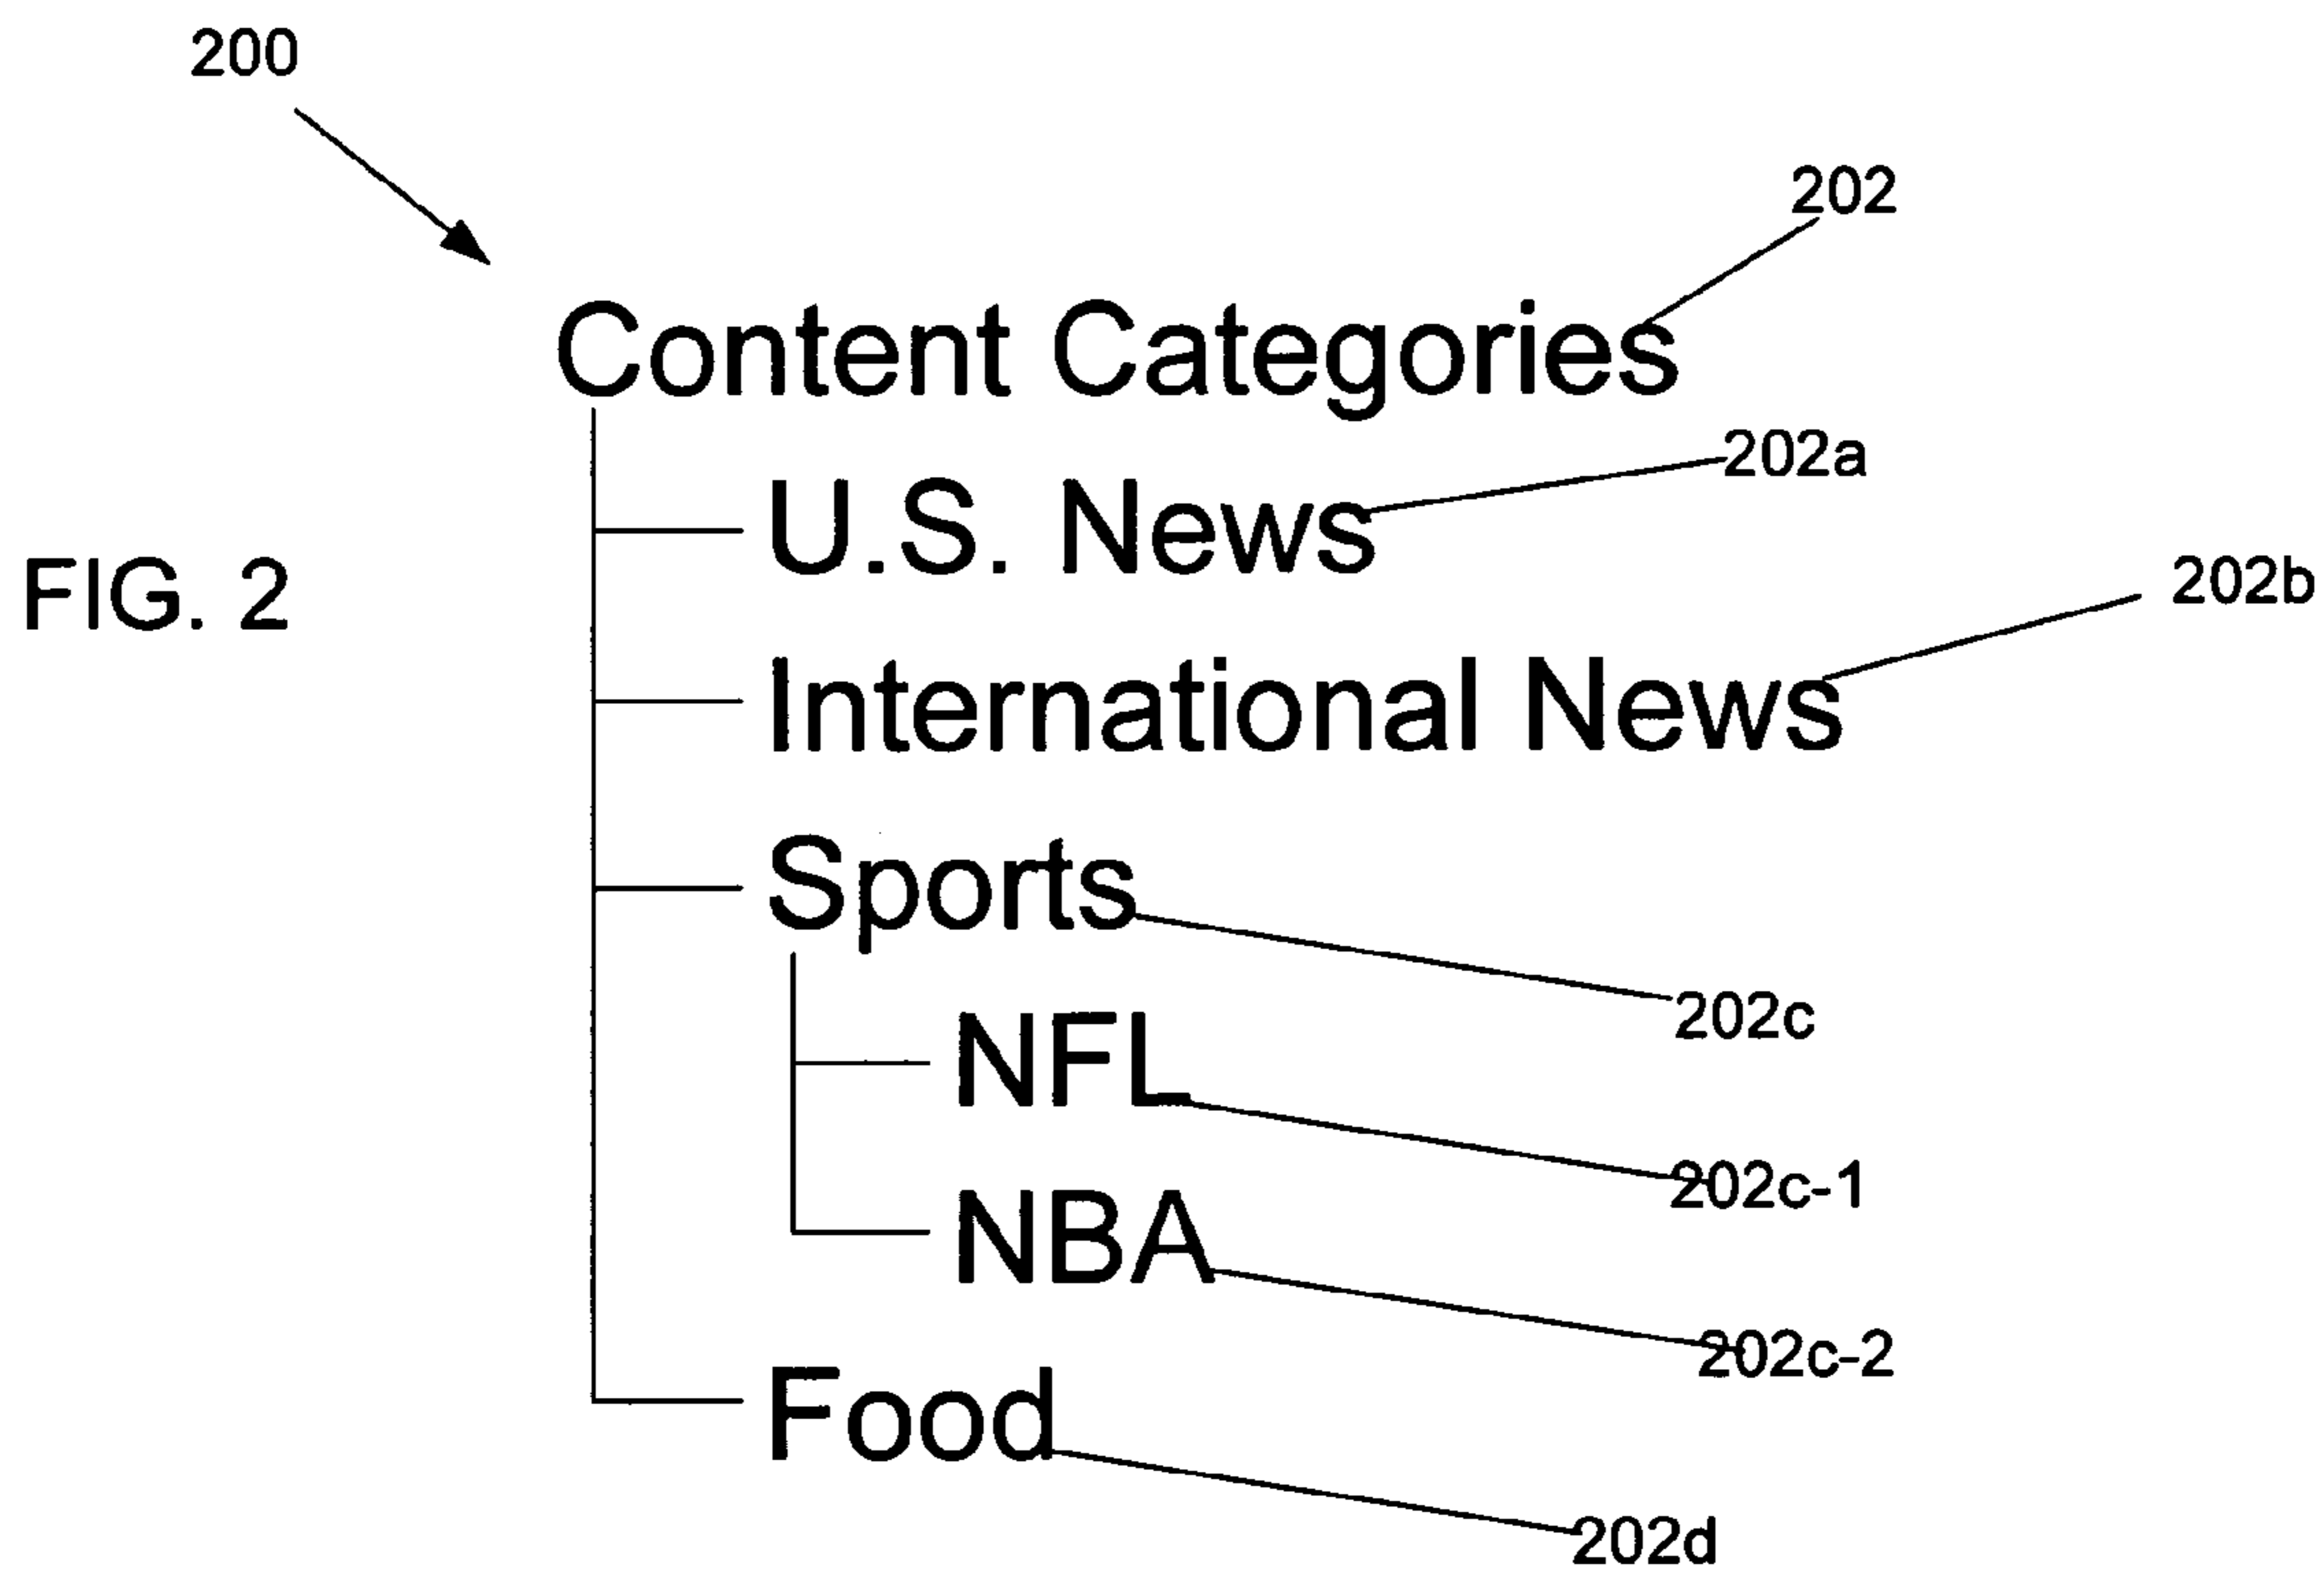 200
202
Content Categories
202a
U.S. News
FIG. 2
202b
International News
Sports
202c
NFL
202c-1
NBA
202c-2
Food
202d